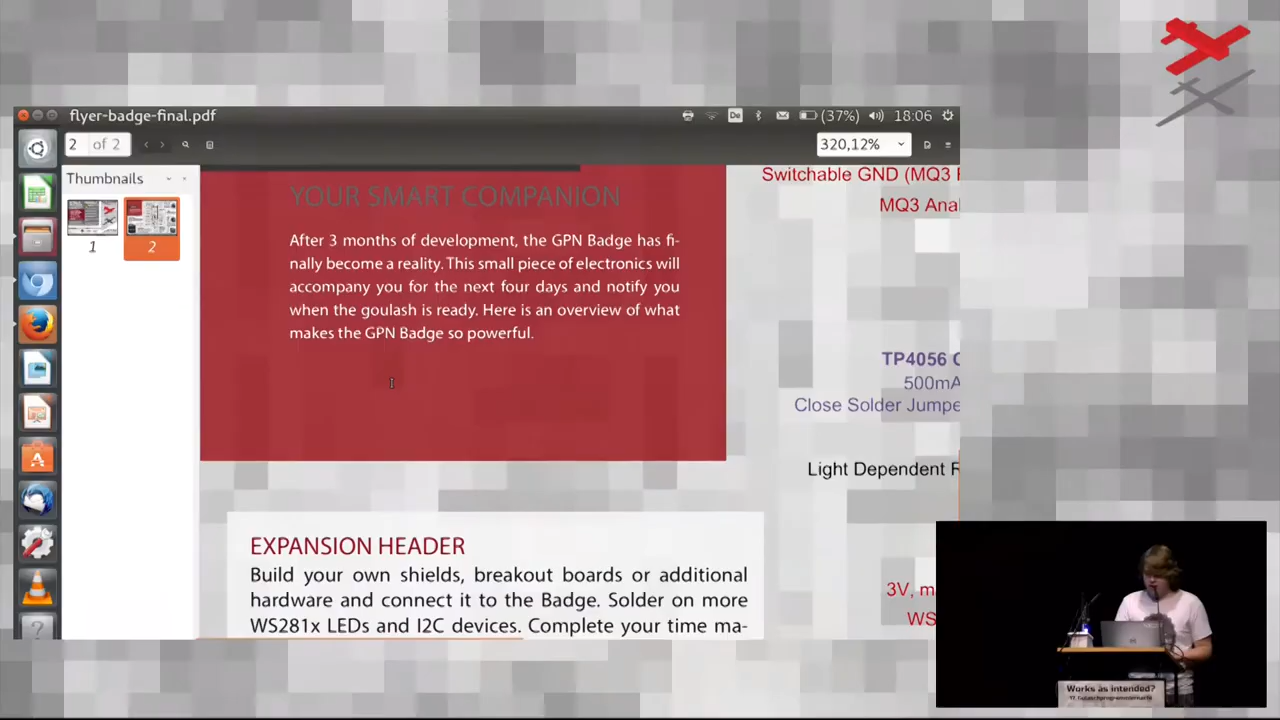 flyer-badge-final.pdf
De
(37%)
18:06
2 of 2
320,12%
Thumbnails
1
2
YOUR SMART COMPANION
After 3 months of development, the GPN Badge has fi-
nally become a reality. This small piece of electronics will
accompany you for the next four days and notify you
when the goulash is ready. Here is an overview of what
makes the GPN Badge so powerful.
EXPANSION HEADER
Build your own shields, breakout boards or additional
hardware and connect it to the Badge. Solder on more
WS281x LEDs and I2C devices. Complete your time ma-
Switchable GND (MQ3
MQ3 Anal
TP4056
500mA
Close Solder Jumpe
Light Dependent
3V, m
WS
Works as intended?
17. Gulaschprogrammiernacht